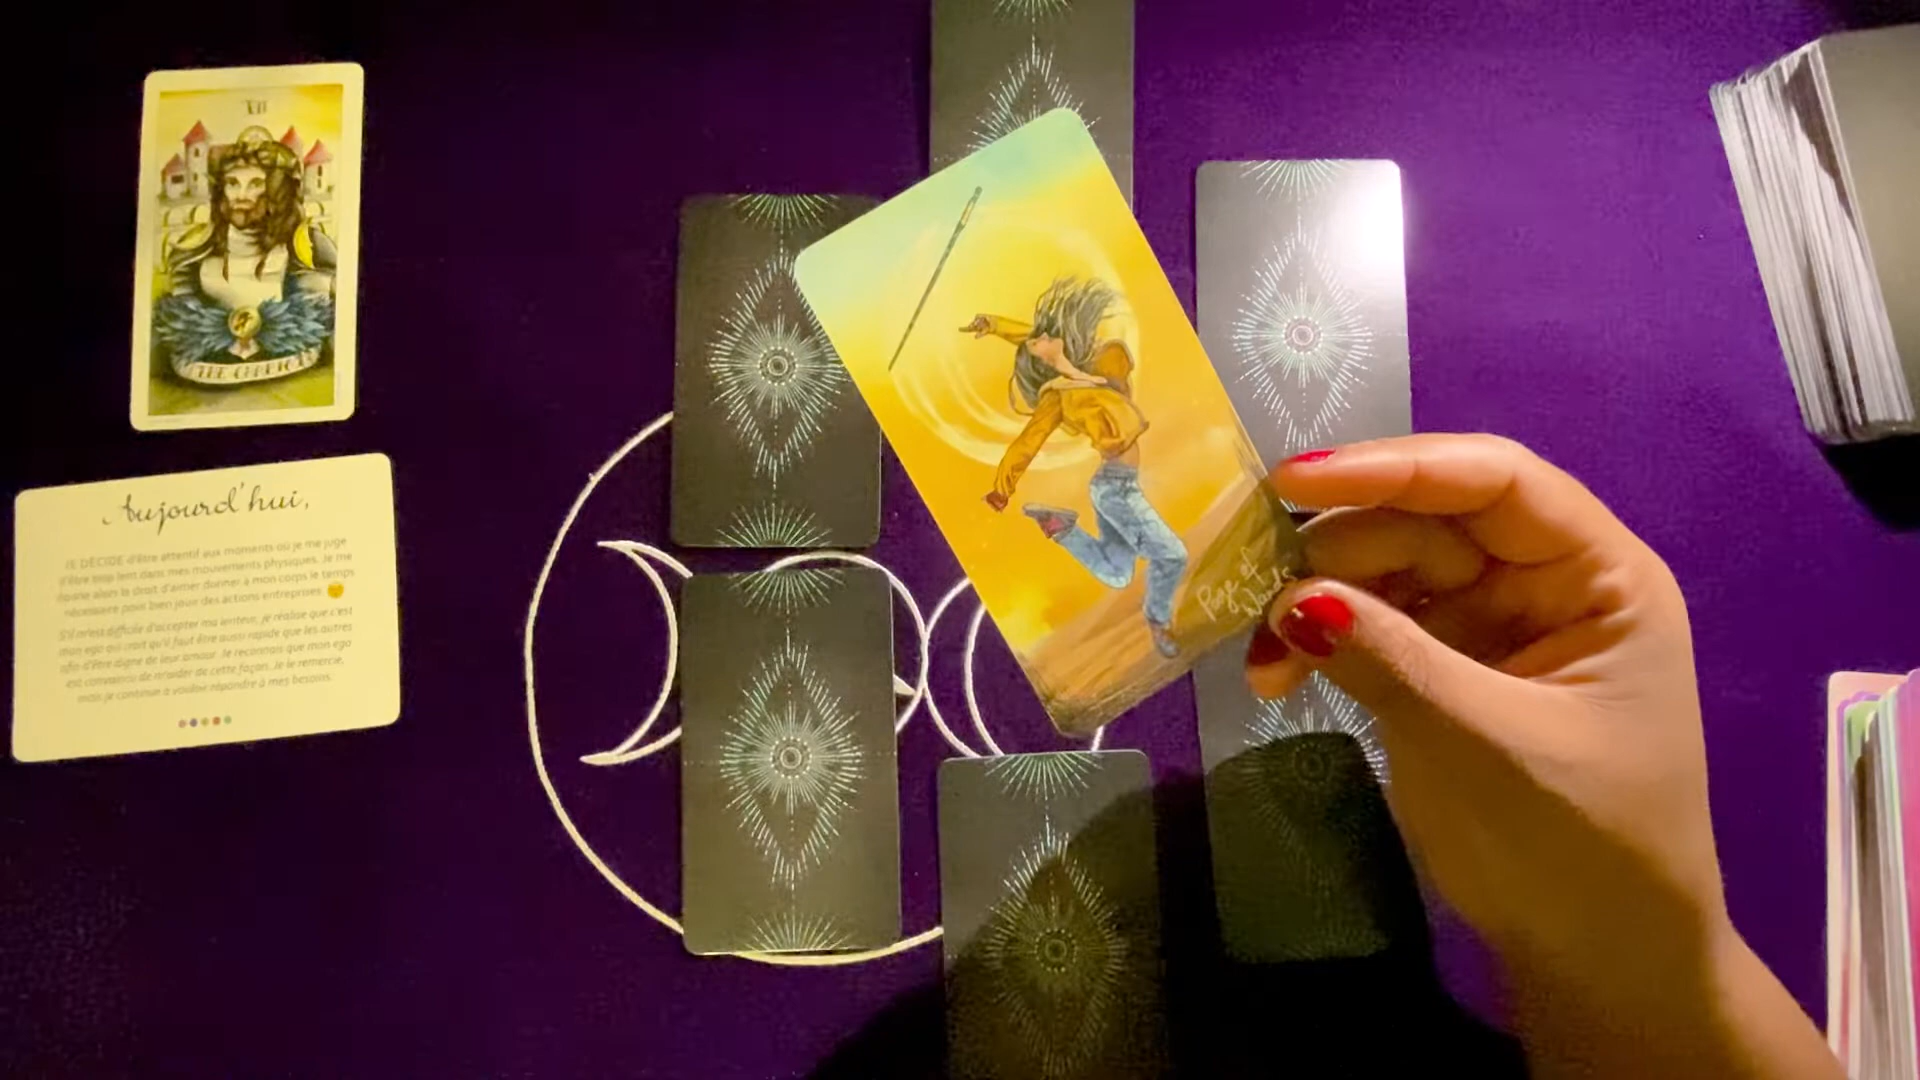 VII
THE CHARIOT
Aujourd'hui,
JE DÉCIDE d'être attentif aux moments où je me juge
d'être trop lent dans mes mouvements physiques. Je me
donne alors le droit d'aimer donner à mon corps le temps
nécessaire pour bien jouir des actions entreprises.
S'il m'est difficile d'accepter ma lenteur, je réalise que c'est
mon ego qui croit qu'il faut être aussi rapide que les autres
afin d'être digne de leur amour. Je reconnais que mon ego
est convaincu de m'aider de cette façon. Je le remercie,
mais je continue à vouloir répondre à mes besoins.
Page of
Wands